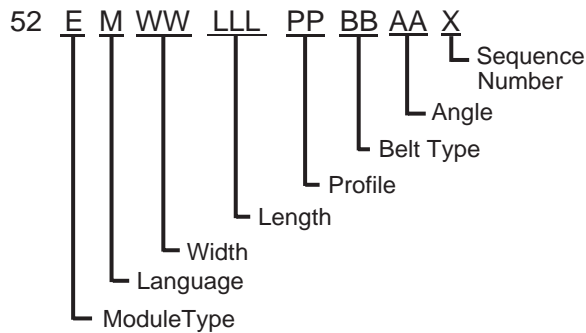 52 E M WW LLL PP BB AA X
Sequence
Number
Angle
Belt Type
Profile
Length
Width
Language
ModuleType